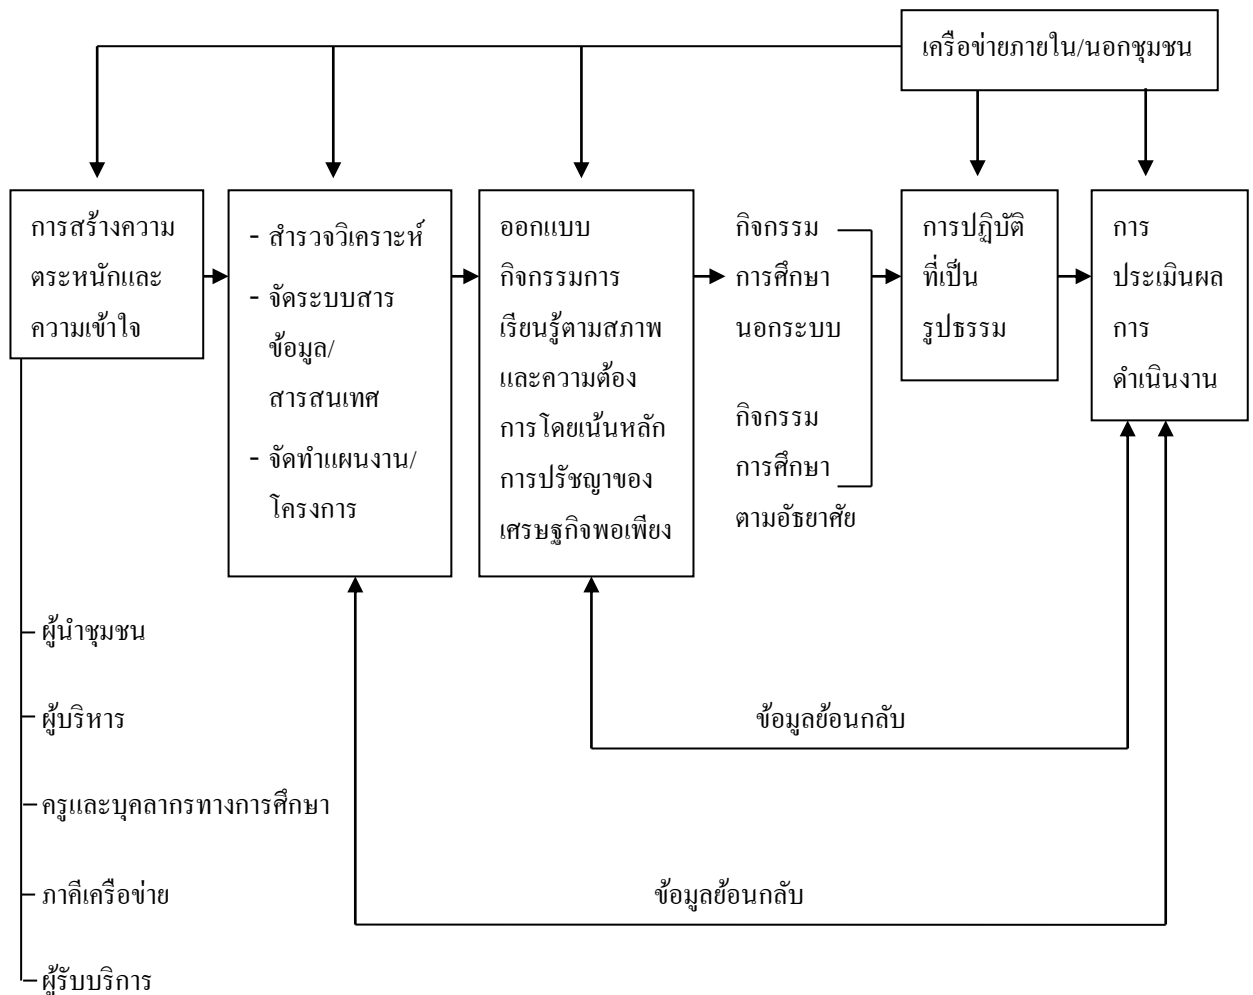 เครือข่ายภายใน/นอกชุมชน
การสร้างความ
ตระหนักและ
ความเข้าใจ
- สำรวจวิเคราะห์
- จัดระบบสาร
ข้อมูล/
สารสนเทศ
- จัดทำแผนงาน/
โครงการ
ออกแบบ
กิจกรรมการ
เรียนรู้ตามสภาพ
และความต้อง
การโดยเน้นหลัก
การปรัชญาของ
เศรษฐกิจพอเพียง
กิจกรรม
การศึกษา
นอกระบบ
กิจกรรม
การศึกษา
ตามอัธยาศัย
การปฏิบัติ
ที่เป็น
รูปธรรม
การ
ประเมินผล
การ
ดำเนินงาน
ผู้นำชุมชน
ผู้บริหาร
ครูและบุคลากรทางการศึกษา
ภาคีเครือข่าย
ผู้รับบริการ
ข้อมูลย้อนกลับ
ข้อมูลย้อนกลับ